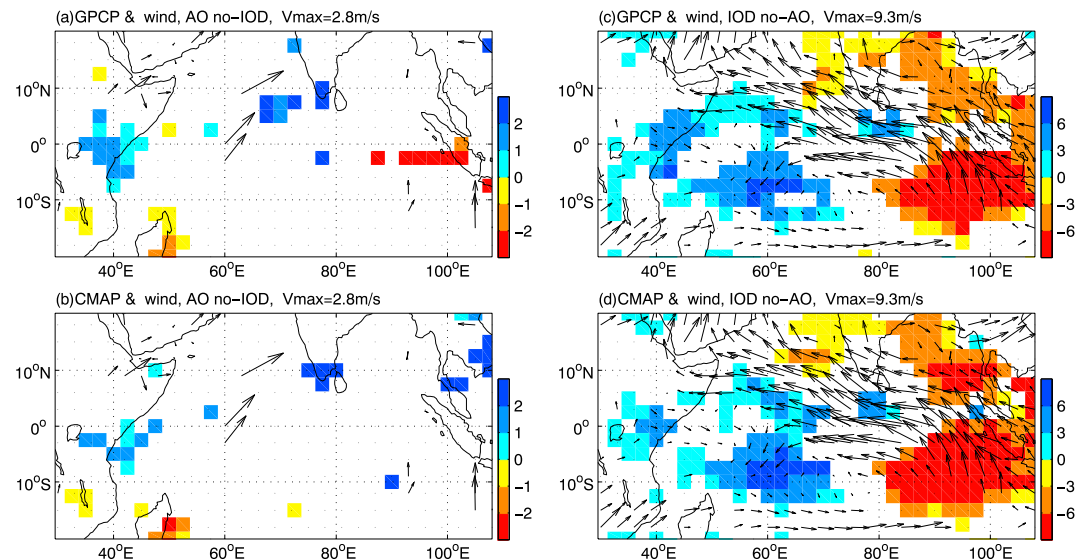 (a)GPCP & wind, AO no-IOD, Vmax=2.8m/s
10°N
0°
10°S
40°E 60°E 80°E 100°E
2
1
0
−1
−2
(c)GPCP & wind, IOD no-AO, Vmax=9.3m/s
10°N
0°
10°S
40°E 60°E 80°E 100°E
6
3
0
−3
−6
(b)CMAP & wind, AO no-IOD, Vmax=2.8m/s
10°N
0°
10°S
40°E 60°E 80°E 100°E
2
1
0
−1
−2
(d)CMAP & wind, IOD no-AO, Vmax=9.3m/s
10°N
0°
10°S
40°E 60°E 80°E 100°E
6
3
0
−3
−6